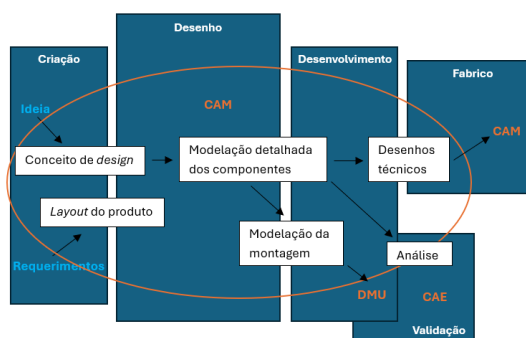 Desenho
Criação
Desenvolvimento
Fabrico
CAM
Ideia
CAM
Conceito de design
Modelação detalhada
dos componentes
Desenhos
técnicos
Layout do produto
Modelação da
montagem
Análise
Requerimentos
DMU
CAE
Validação